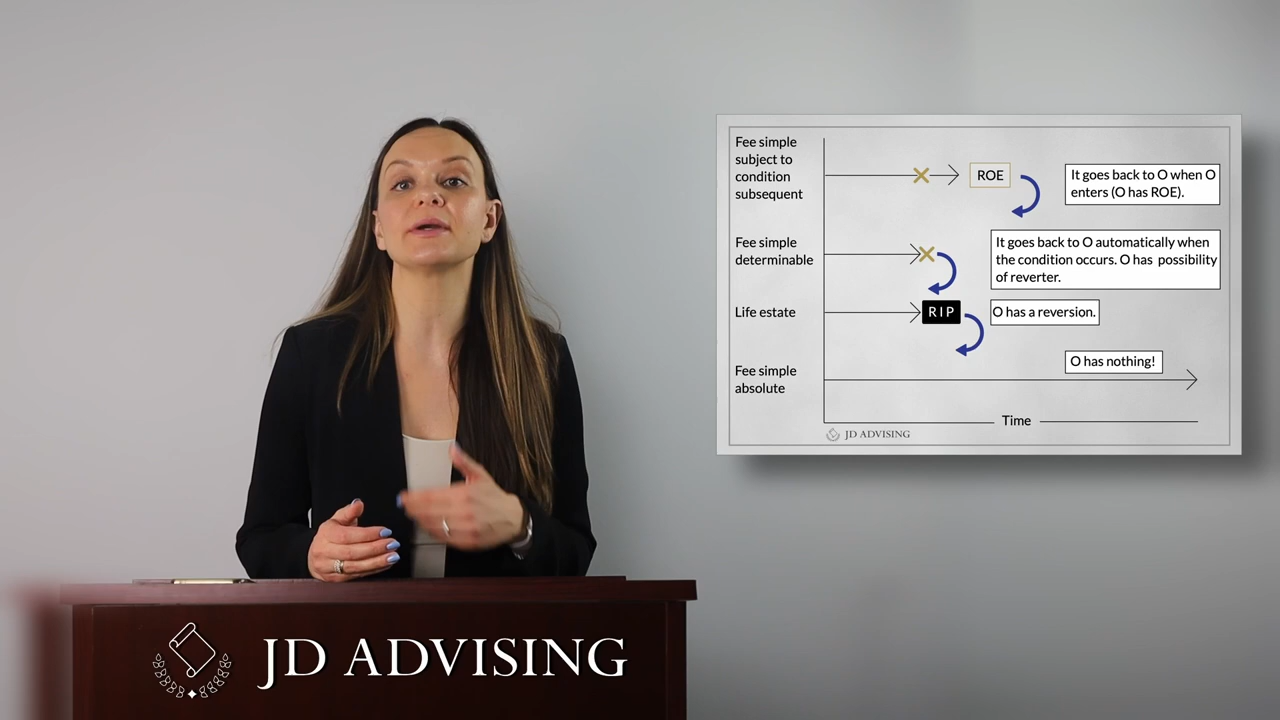 Fee simple
subject to
condition
subsequent
ROE
It goes back to O when O
enters (O has ROE).
Fee simple
determinable
It goes back to O automatically when
the condition occurs. O has possibility
of reverter.
Life estate
RIP
O has a reversion.
Fee simple
absolute
O has nothing!
Time
JD ADVISING
JD ADVISING